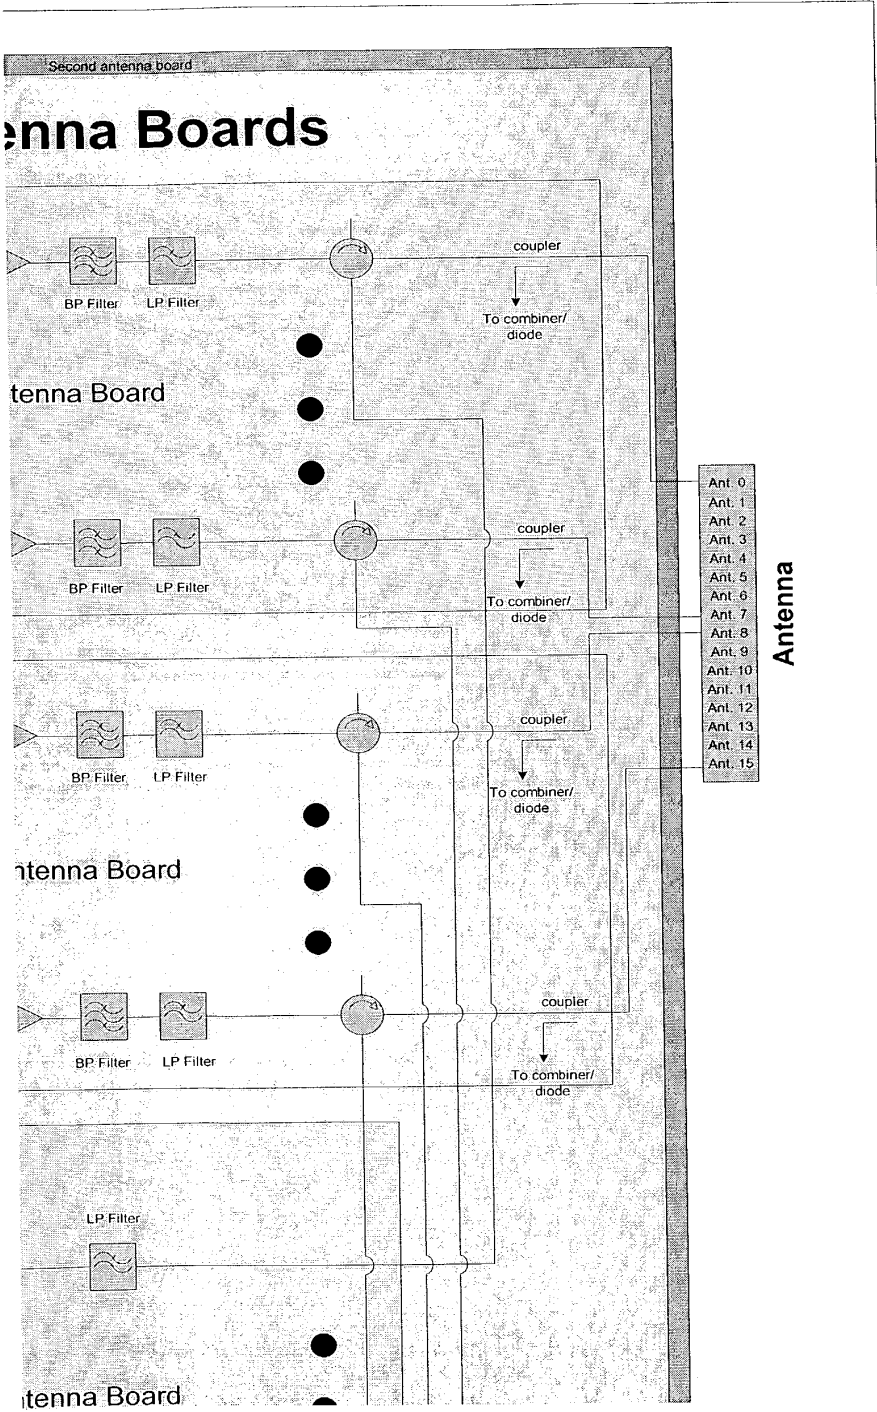 Second antenna board
enna Boards
coupler
BP Filter LP Filter
To combiner/
diode
tenna Board
Ant. 0
Ant. 1
Ant. 2
Ant. 3
Ant. 4
Ant. 5
Ant. 6
Ant. 7
Ant. 8
Ant. 9
Ant. 10
Ant. 11
Ant. 12
Ant. 13
Ant. 14
Ant. 15
Antenna
coupler
BP Filter LP Filter
To combiner/
diode
coupler
BP Filter LP Filter
To combiner/
diode
ntenna Board
coupler
BP Filter LP Filter
To combiner/
diode
LP Filter
ntenna Board